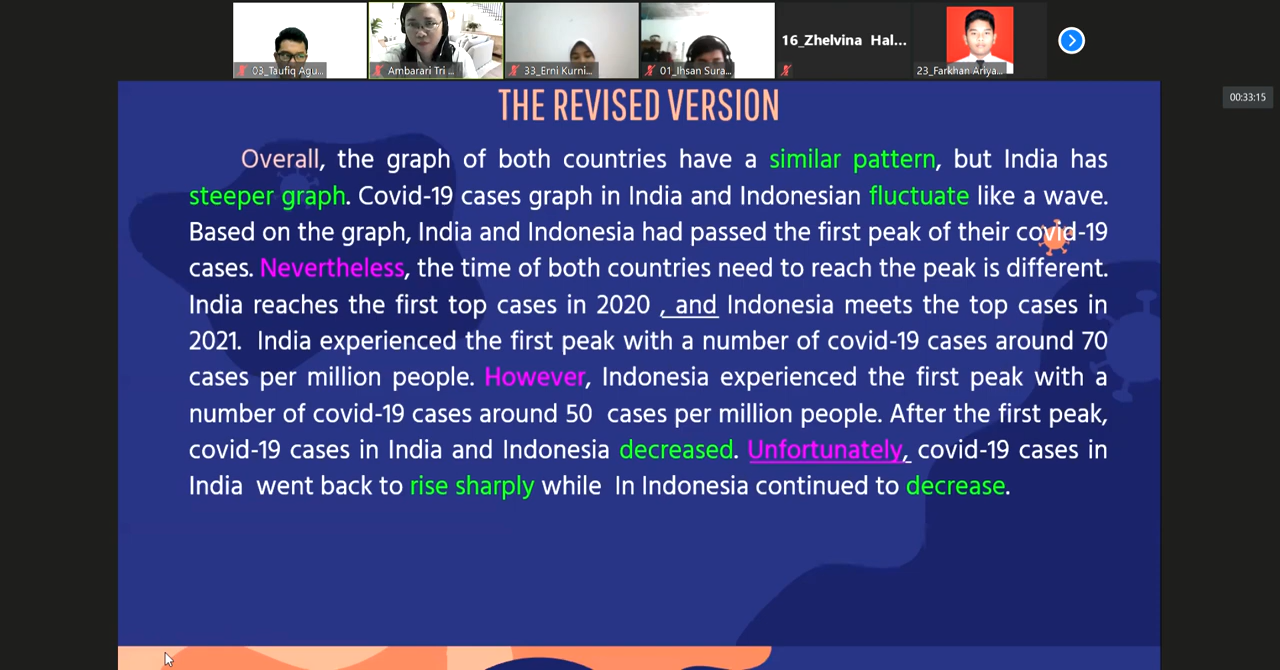 03_Taufiq Agu...
Ambarari Tri ...
33_Erni Kurni...
01_Ihsan Sura...
16_Zhelvina Hal...
23_Farkhan Ariya...
00:33:15
THE REVISED VERSION
Overall, the graph of both countries have a similar pattern, but India has
steeper graph. Covid-19 cases graph in India and Indonesian fluctuate like a wave.
Based on the graph, India and Indonesia had passed the first peak of their covid-19
cases. Nevertheless, the time of both countries need to reach the peak is different.
India reaches the first top cases in 2020 , and Indonesia meets the top cases in
2021. India experienced the first peak with a number of covid-19 cases around 70
cases per million people. However, Indonesia experienced the first peak with a
number of covid-19 cases around 50 cases per million people. After the first peak,
covid-19 cases in India and Indonesia decreased. Unfortunately, covid-19 cases in
India went back to rise sharply while In Indonesia continued to decrease.